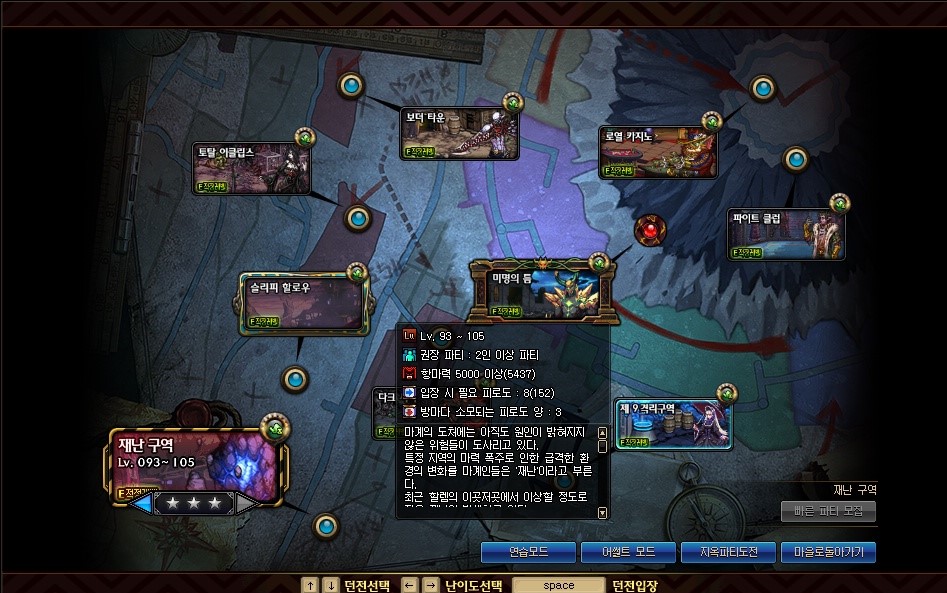 보더 타운
E전기서행
토탈 이클립스
로열 카지노
파이트 클럽
미명의 틈
슬리피 할로우
Lv. 93 ~ 105
권장 파티 : 2인 이상 파티
항마력 5000 이상(5437)
입장 시 필요 피로도 : 8(152)
방마다 소모되는 피로도 양 : 3
마계의 도처에는 아직도 원인이 밝혀지지
않은 위험들이 도사리고 있다.
특정 지역의 마력 폭주로 인한 급격한 환
경의 변화를 마계인들은 '재난'이라고 부른
다.
최근 할렘의 이곳저곳에서 이상할 정도로
제 9 격리구역
재난 구역
Lv. 093~105
재난 구역
빠른 파티 모집
연습모드
어썰트 모드
지옥파티도전
마을로돌아가기
↑ ↓ 던전선택 ← → 난이도선택 space 던전입장